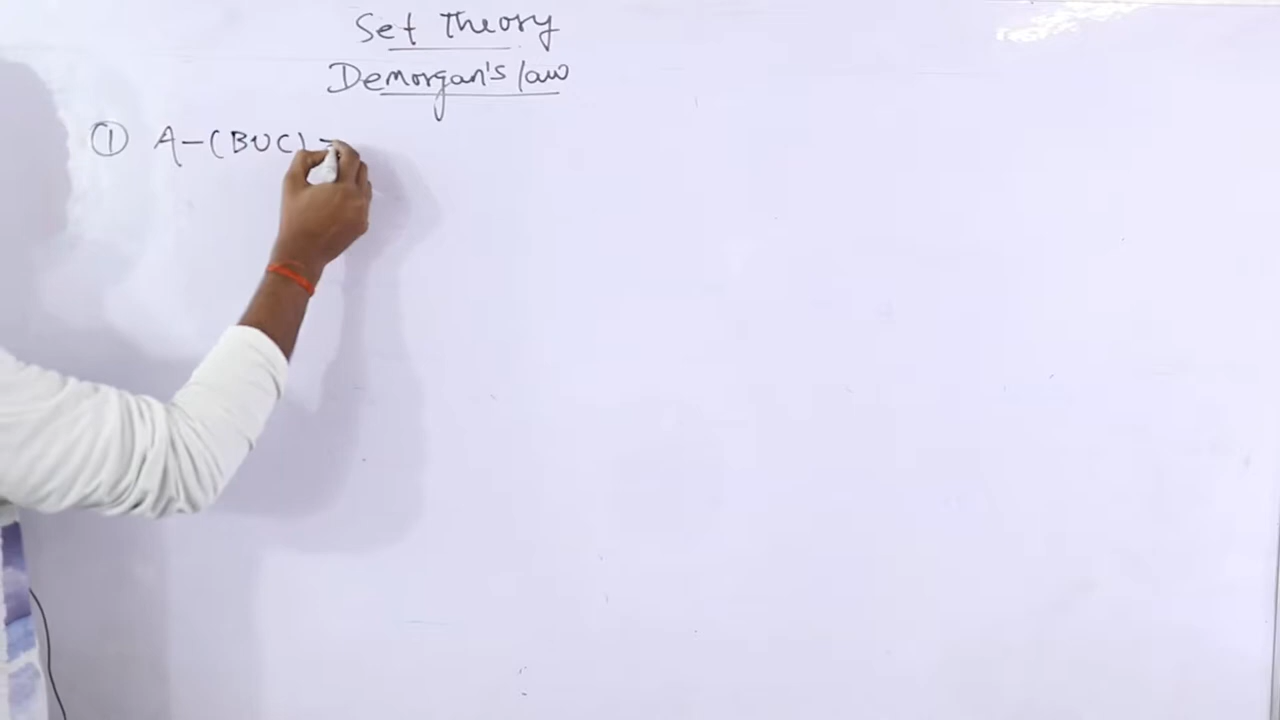 Set Theory
Demorgan's law
① A-(BUC) =